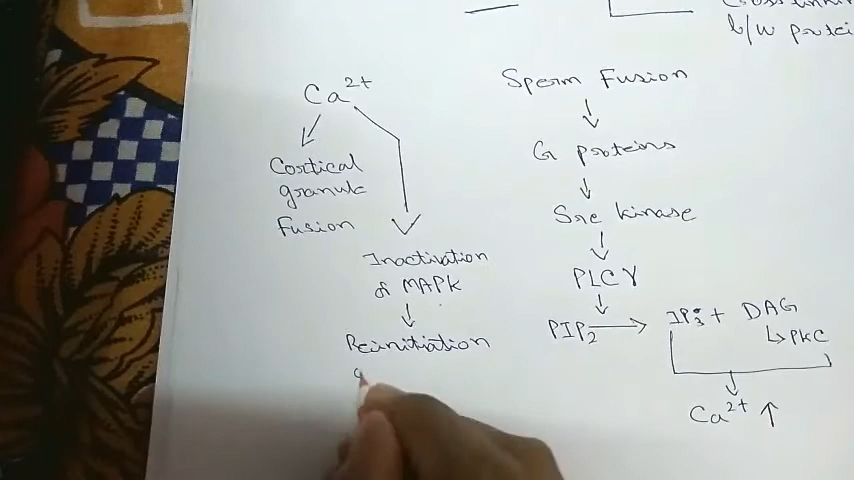 b/w
Ca2+
Cortical
granule
Fusion
Inactivation
of MAPK
Reinitiation
Sperm Fusion
G proteins
Src kinase
PLCγ
PIP2 → IP3 + DAG
↳PKC
Ca2+ ↑